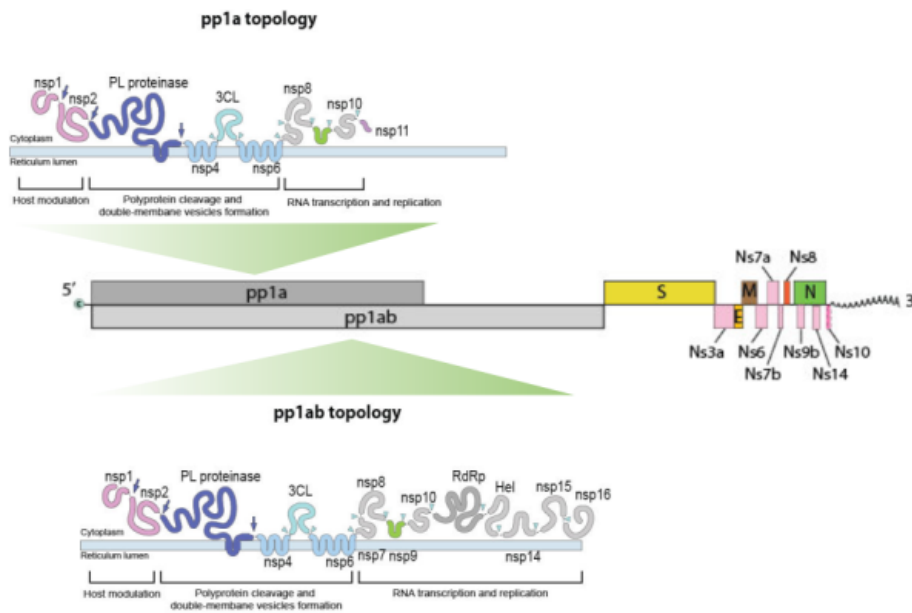 pp1a topology
nsp1
nsp2
PL proteinase
3CL
nsp8
nsp10
nsp11
Cytoplasm
Reticulum lumen
nsp4
nsp6
Host modulation
Polyprotein cleavage and
double-membane vesicles formation
RNA transcription and replication
5’
c
pp1a
pp1ab
S
E
M
N
Ns7a
Ns8
3
Ns3a
Ns6
Ns7b
Ns9b
Ns14
Ns10
pp1ab topology
nsp1
nsp2
PL proteinase
3CL
nsp8
nsp10
RdRp
Hel
nsp15
nsp16
Cytoplasm
Reticulum lumen
nsp4
nsp6
nsp7
nsp9
nsp14
Host modulation
Polyprotein cleavage and
double-membane vesicles formation
RNA transcription and replication